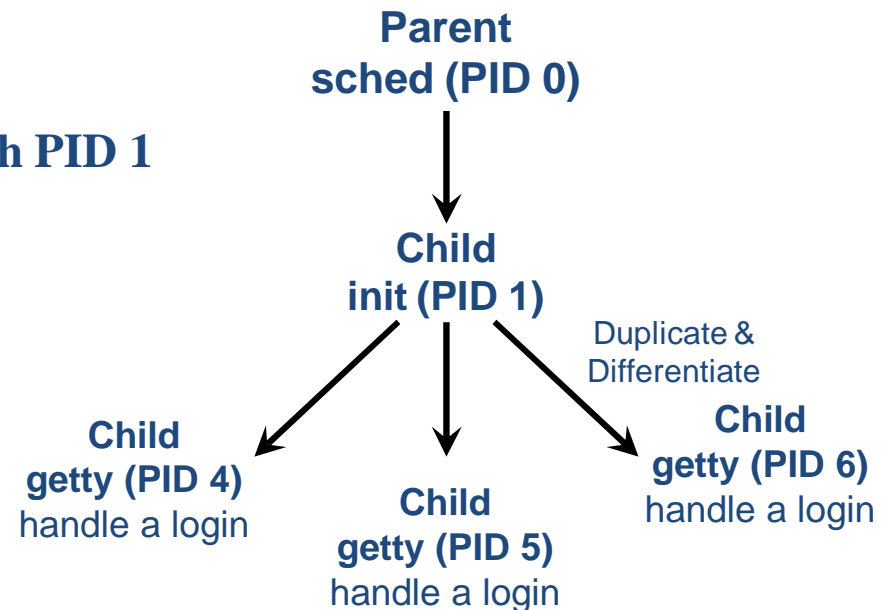 Parent
sched (PID 0)
h PID 1
Child
init (PID 1)
Duplicate &
Differentiate
Child
getty (PID 4)
handle a login
Child
getty (PID 5)
handle a login
Child
getty (PID 6)
handle a login